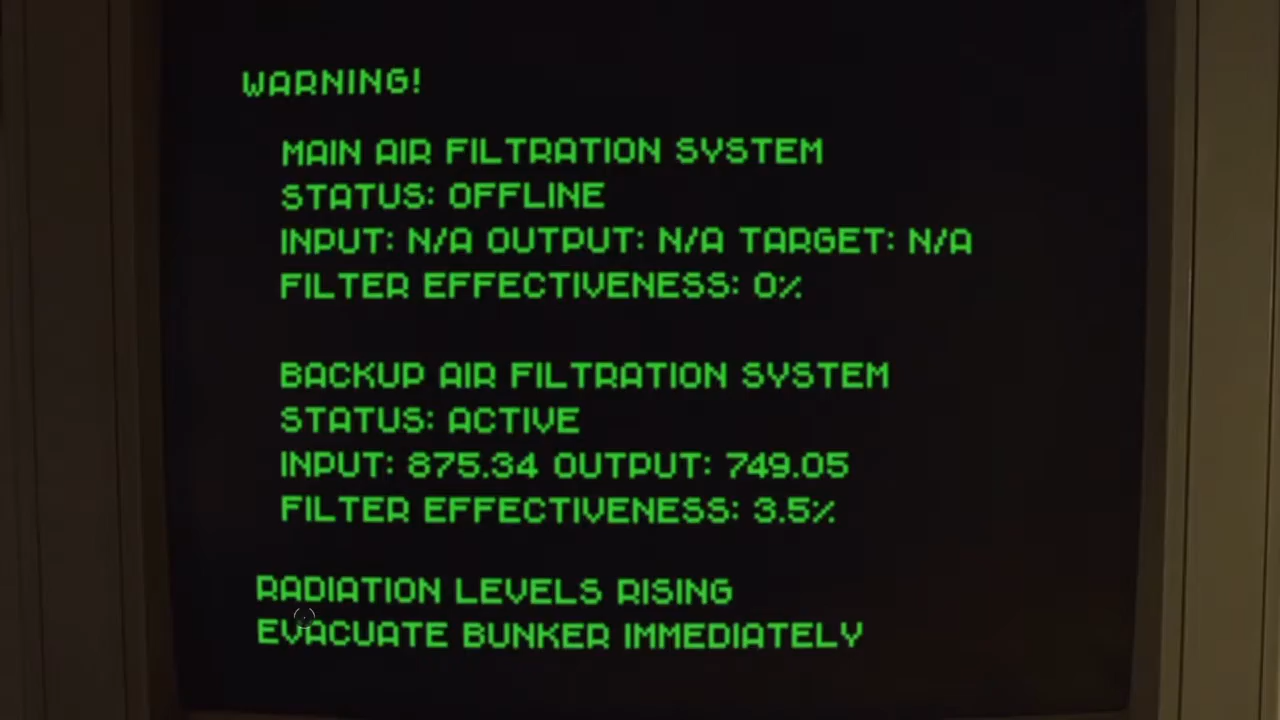 WARNING!
MAIN AIR FILTRATION SYSTEM
STATUS: OFFLINE
INPUT: N/A OUTPUT: N/A TARGET: N/A
FILTER EFFECTIVENESS: 0%
BACKUP AIR FILTRATION SYSTEM
STATUS: ACTIVE
INPUT: 875.34 OUTPUT: 749.05
FILTER EFFECTIVENESS: 3.5%
RADIATION LEVELS RISING
EVACUATE BUNKER IMMEDIATELY